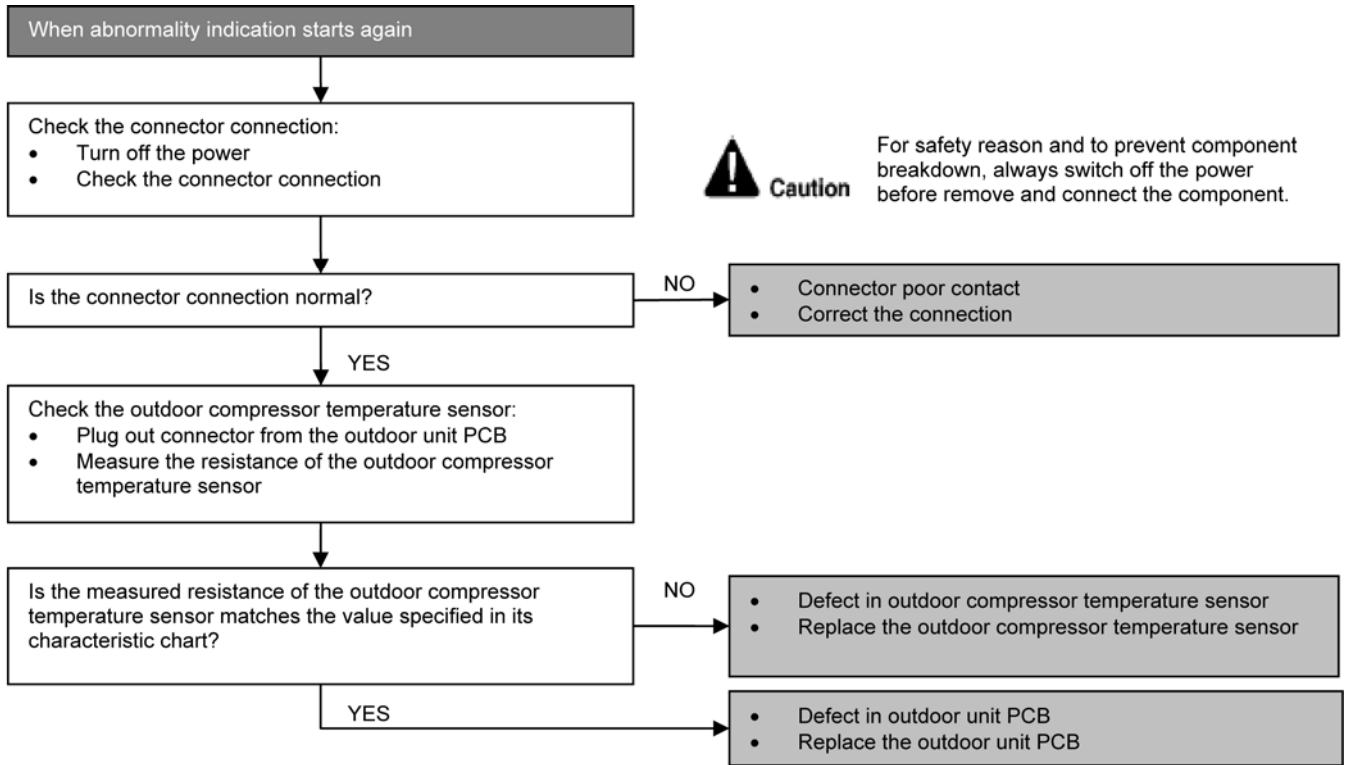 When abnormality indication starts again
Check the connector connection:
• Turn off the power
• Check the connector connection
Caution
For safety reason and to prevent component
breakdown, always switch off the power
before remove and connect the component.
Is the connector connection normal?
NO
• Connector poor contact
• Correct the connection
YES
Check the outdoor compressor temperature sensor:
• Plug out connector from the outdoor unit PCB
• Measure the resistance of the outdoor compressor
temperature sensor
Is the measured resistance of the outdoor compressor
temperature sensor matches the value specified in its
characteristic chart?
NO
• Defect in outdoor compressor temperature sensor
• Replace the outdoor compressor temperature sensor
YES
• Defect in outdoor unit PCB
• Replace the outdoor unit PCB